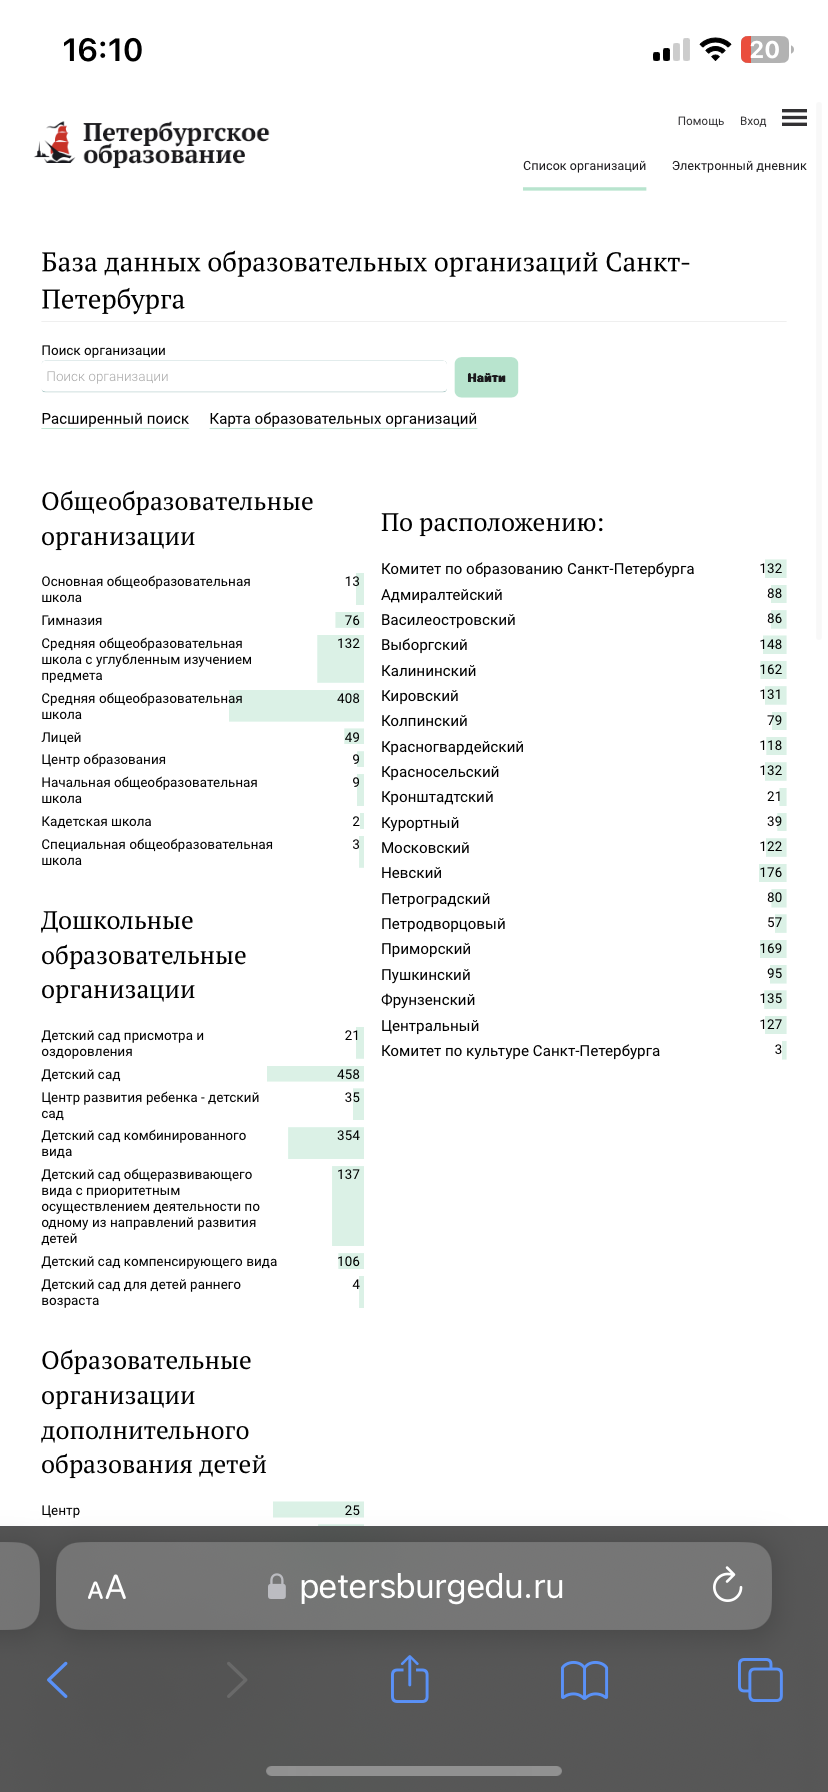 16:10
20
Петербургское
образование
Помощь Вход
Список организаций Электронный дневник
База данных образовательных организаций Санкт-
Петербурга
Поиск организации
Поиск организации
Найти
Расширенный поиск Карта образовательных организаций
Общеобразовательные
организации
Основная общеобразовательная 13
школа
Гимназия 76
Средняя общеобразовательная 132
школа с углубленным изучением
предмета
Средняя общеобразовательная 408
школа
Лицей 49
Центр образования 9
Начальная общеобразовательная 9
школа
Кадетская школа 2
Специальная общеобразовательная 3
школа
Дошкольные
образовательные
организации
Детский сад присмотра и 21
оздоровления
Детский сад 458
Центр развития ребенка - детский 35
сад
Детский сад комбинированного 354
вида
Детский сад общеразвивающего 137
вида с приоритетным
осуществлением деятельности по
одному из направлений развития
детей
Детский сад компенсирующего вида 106
Детский сад для детей раннего 4
возраста
Образовательные
организации
дополнительного
образования детей
Центр 25
По расположению:
Комитет по образованию Санкт-Петербурга 132
Адмиралтейский 88
Василеостровский 86
Выборгский 148
Калининский 162
Кировский 131
Колпинский 79
Красногвардейский 118
Красносельский 132
Кронштадтский 21
Курортный 39
Московский 122
Невский 176
Петроградский 80
Петродворцовый 57
Приморский 169
Пушкинский 95
Фрунзенский 135
Центральный 127
Комитет по культуре Санкт-Петербурга 3
AA petersburgedu.ru